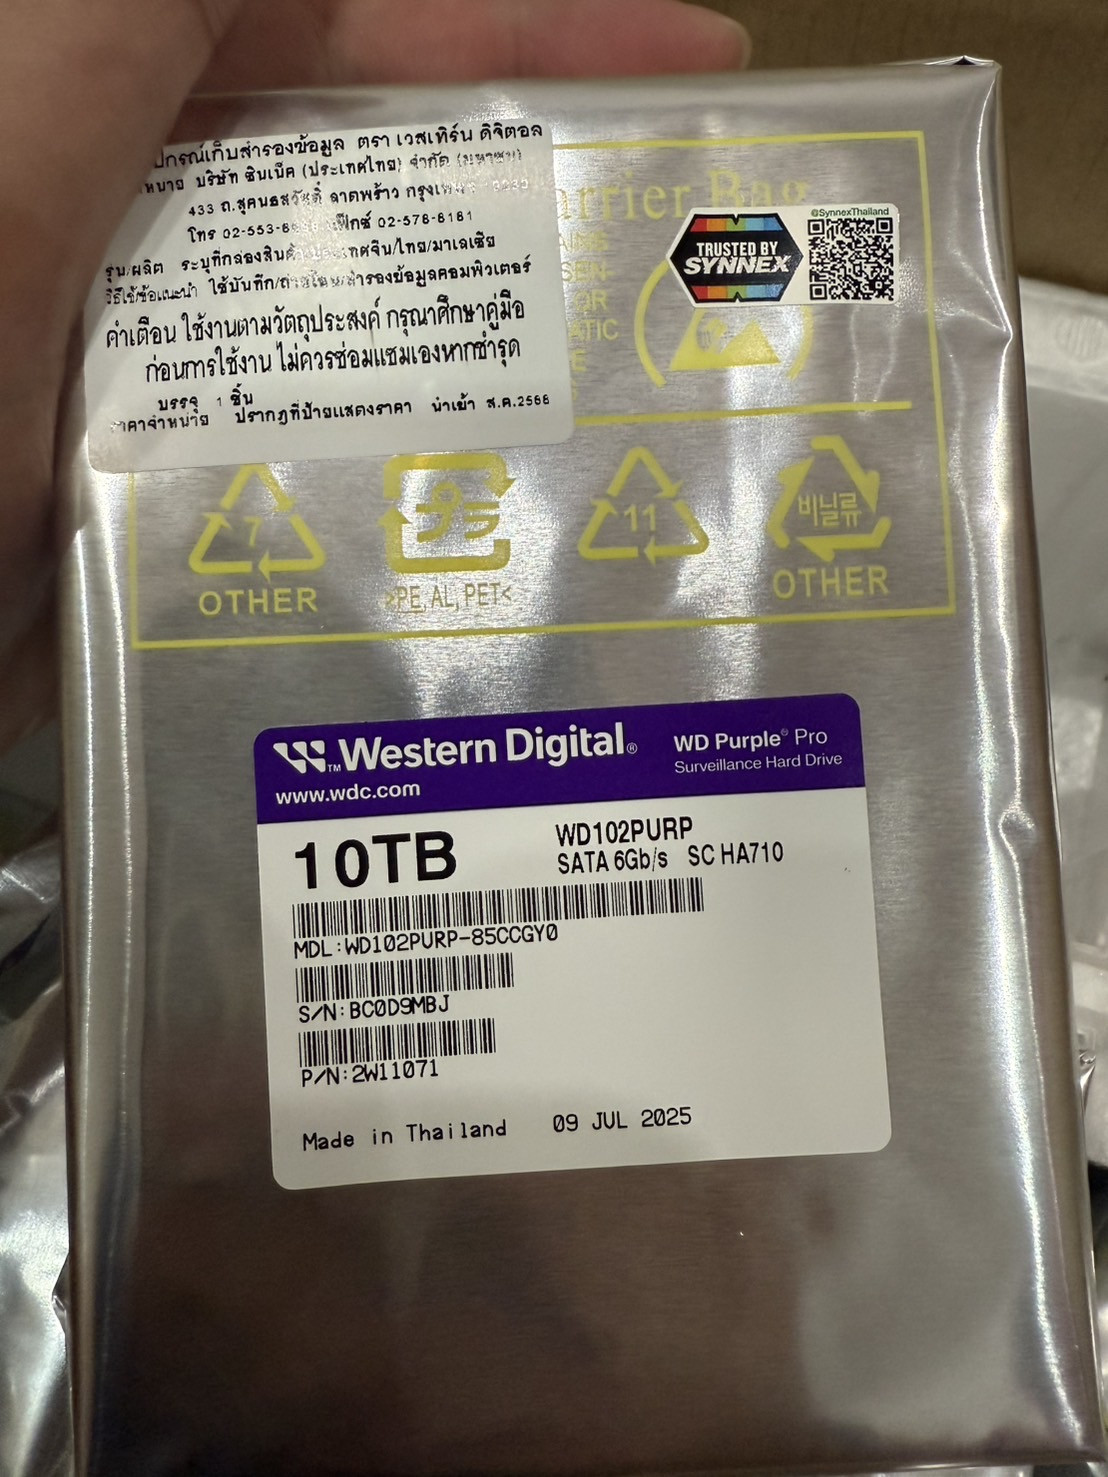 ปกรณ์เก็บสำรองข้อมูล ตรา เวสเทิร์น ดิจิตอล
หน่าย บริษัท ซินเน็ค (ประเทศไทย) จำกัด (มหาชน)
433 ถ.สุคนธสวัสดิ์ ลาดพร้าว กรุงเทพฯ
โทร 02-553-8 แฟ็กซ์ 02-578-8181
รุ่น/ผลิต ระบุที่กล่องสินค้า ประเทศจีน/ไทย/มาเลเซีย
วิธีใช้/ข้อแนะนำ ใช้บันทึก/ถ่ายโอน/สำรองข้อมูลคอมพิวเตอร์
คำเตือน ใช้งานตามวัตถุประสงค์ กรุณาศึกษาคู่มือ
ก่อนการใช้งาน ไม่ควรซ่อมแซมเองหากชำรุด
บรรจุ 1 ชิ้น
ราคาจำหน่าย ปรากฏที่ป้ายแสดงราคา นำเข้า ส.ค.2568
arrier Bag
@SynnexThailand
TRUSTED BY
SYNNEX
7
OTHER
プラ
>PE, AL, PET<
11
비닐류
OTHER
Western Digital®
TM
www.wdc.com
WD Purple® Pro
Surveillance Hard Drive
10TB
WD102PURP
SATA 6Gb/s SC HA710
MDL:WD102PURP-85CCGY0
S/N:BC0D9MBJ
P/N:2W11071
Made in Thailand 09 JUL 2025